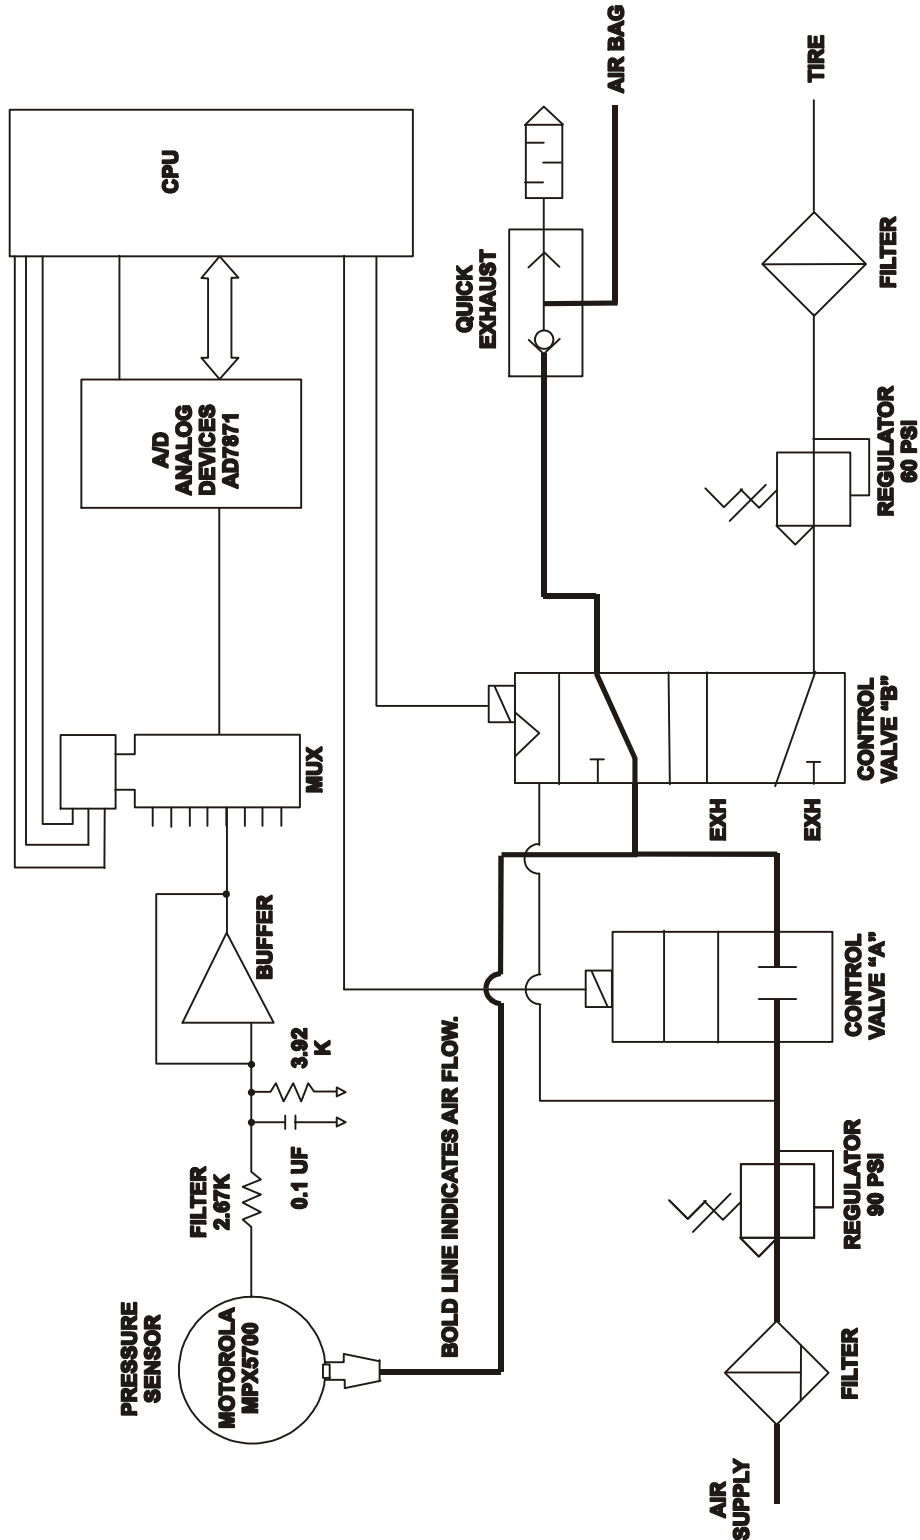 CPU
A/D
ANALOG
DEVICES
AD7871
MUX
BUFFER
3.92
K
0.1 UF
FILTER
2.67K
PRESSURE
SENSOR
MOTOROLA
MPX5700
BOLD LINE INDICATES AIR FLOW.
AIR BAG
QUICK
EXHAUST
TIRE
FILTER
REGULATOR
60 PSI
CONTROL
VALVE “B”
EXH
EXH
CONTROL
VALVE “A”
REGULATOR
90 PSI
FILTER
AIR
SUPPLY